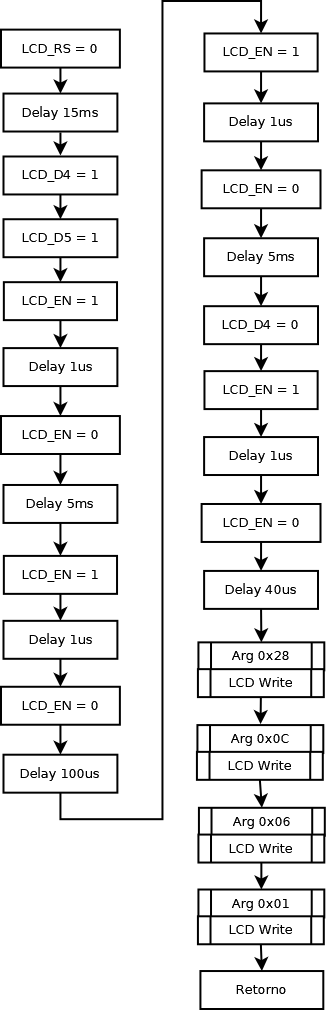 LCD_RS = 0
Delay 15ms
LCD_D4 = 1
LCD_D5 = 1
LCD_EN = 1
Delay 1us
LCD_EN = 0
Delay 5ms
LCD_EN = 1
Delay 1us
LCD_EN = 0
Delay 100us
LCD_EN = 1
Delay 1us
LCD_EN = 0
Delay 5ms
LCD_D4 = 0
LCD_EN = 1
Delay 1us
LCD_EN = 0
Delay 40us
Arg 0x28
LCD Write
Arg 0x0C
LCD Write
Arg 0x06
LCD Write
Arg 0x01
LCD Write
Retorno